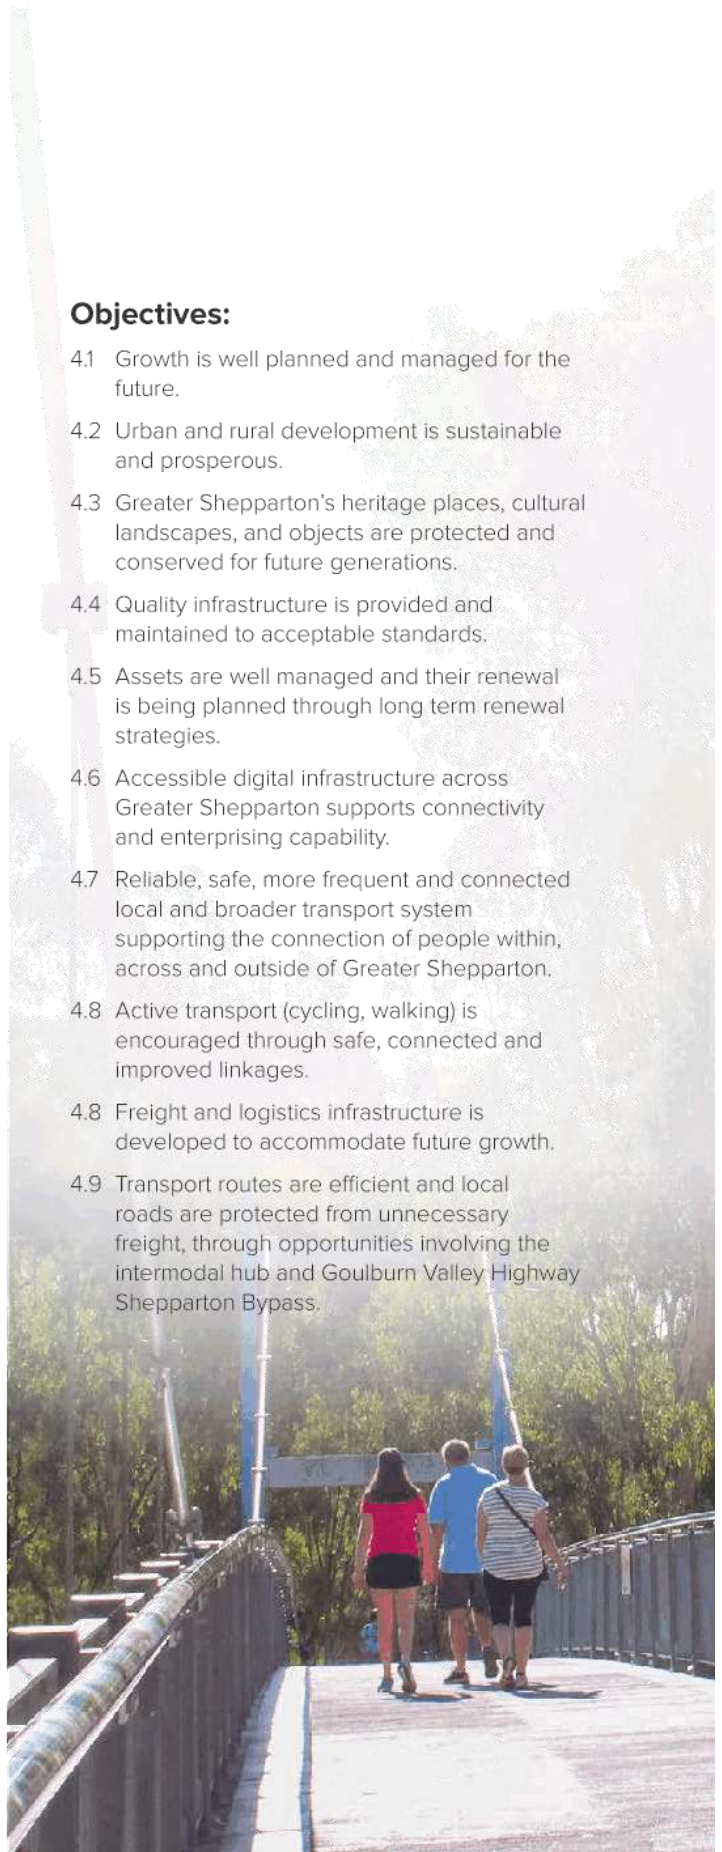 Objectives:
4.1 Growth is well planned and managed for the
future.
4.2 Urban and rural development is sustainable
and prosperous.
4.3 Greater Shepparton's heritage places, cultural
landscapes, and objects are protected and
conserved for future generations.
4.4 Quality infrastructure is provided and
maintained to acceptable standards.
4.5 Assets are well managed and their renewal
is being planned through long term renewal
strategies.
4.6 Accessible digital infrastructure across
Greater Shepparton supports connectivity
and enterprising capability.
4.7 Reliable, safe, more frequent and connected
local and broader transport system
supporting the connection of people within,
across and outside of Greater Shepparton.
4.8 Active transport (cycling, walking) is
encouraged through safe, connected and
improved linkages.
4.8 Freight and logistics infrastructure is
developed to accommodate future growth.
4.9 Transport routes are efficient and local
roads are protected from unnecessary
freight, through opportunities involving the
intermodal hub and Goulburn Valley Highway
Shepparton Bypass.